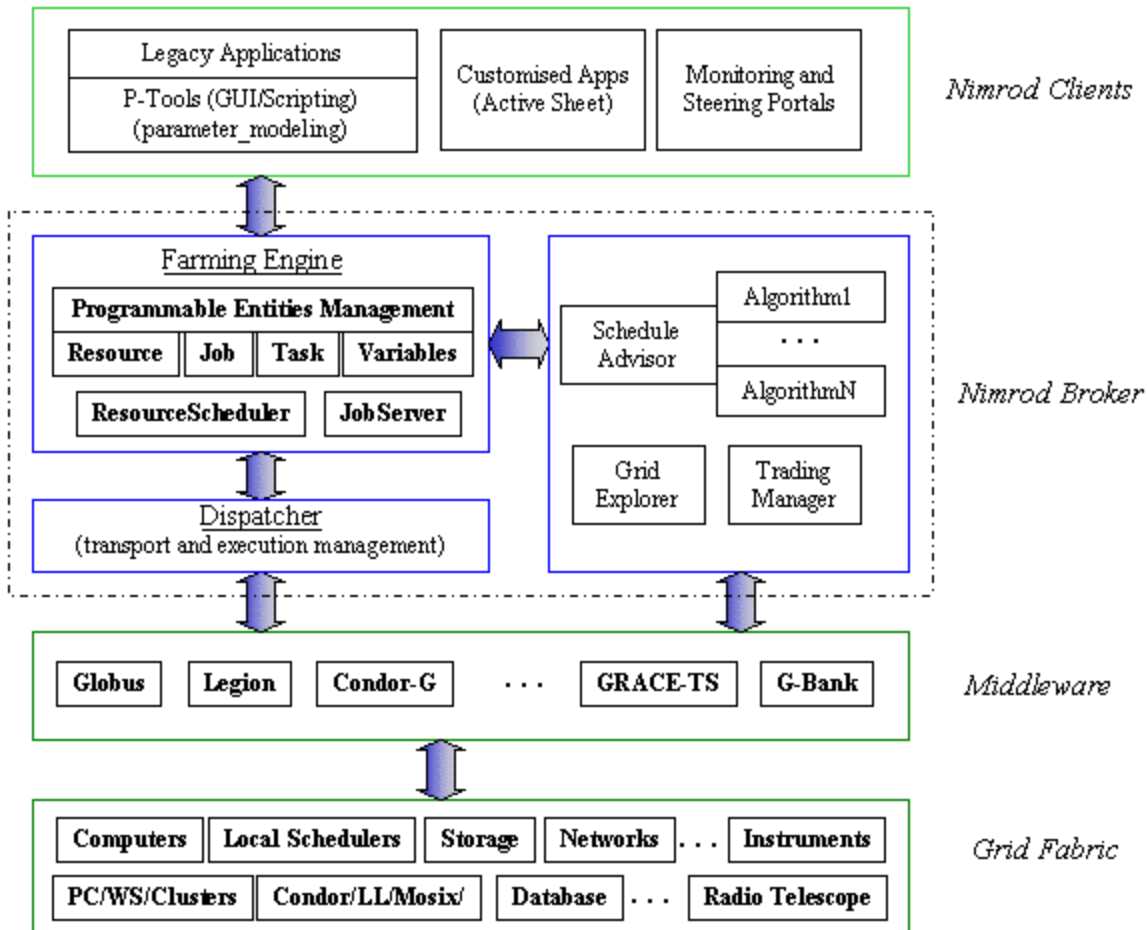 Legacy Applications
P-Tools (GUI/Scripting)
(parameter_modeling)
Customised Apps
(Active Sheet)
Monitoring and
Steering Portals
Nimrod Clients
Farming Engine
Programmable Entities Management
Resource
Job
Task
Variables
ResourceScheduler
JobServer
Dispatcher
(transport and execution management)
Schedule
Advisor
Algorithm1
. . .
AlgorithmN
Grid
Explorer
Trading
Manager
Nimrod Broker
Globus
Legion
Condor-G
. . .
GRACE-TS
G-Bank
Middleware
Computers
Local Schedulers
Storage
Networks
. . .
Instruments
Grid Fabric
PC/WS/Clusters
Condor/LL/Mosix/
Database
. . .
Radio Telescope